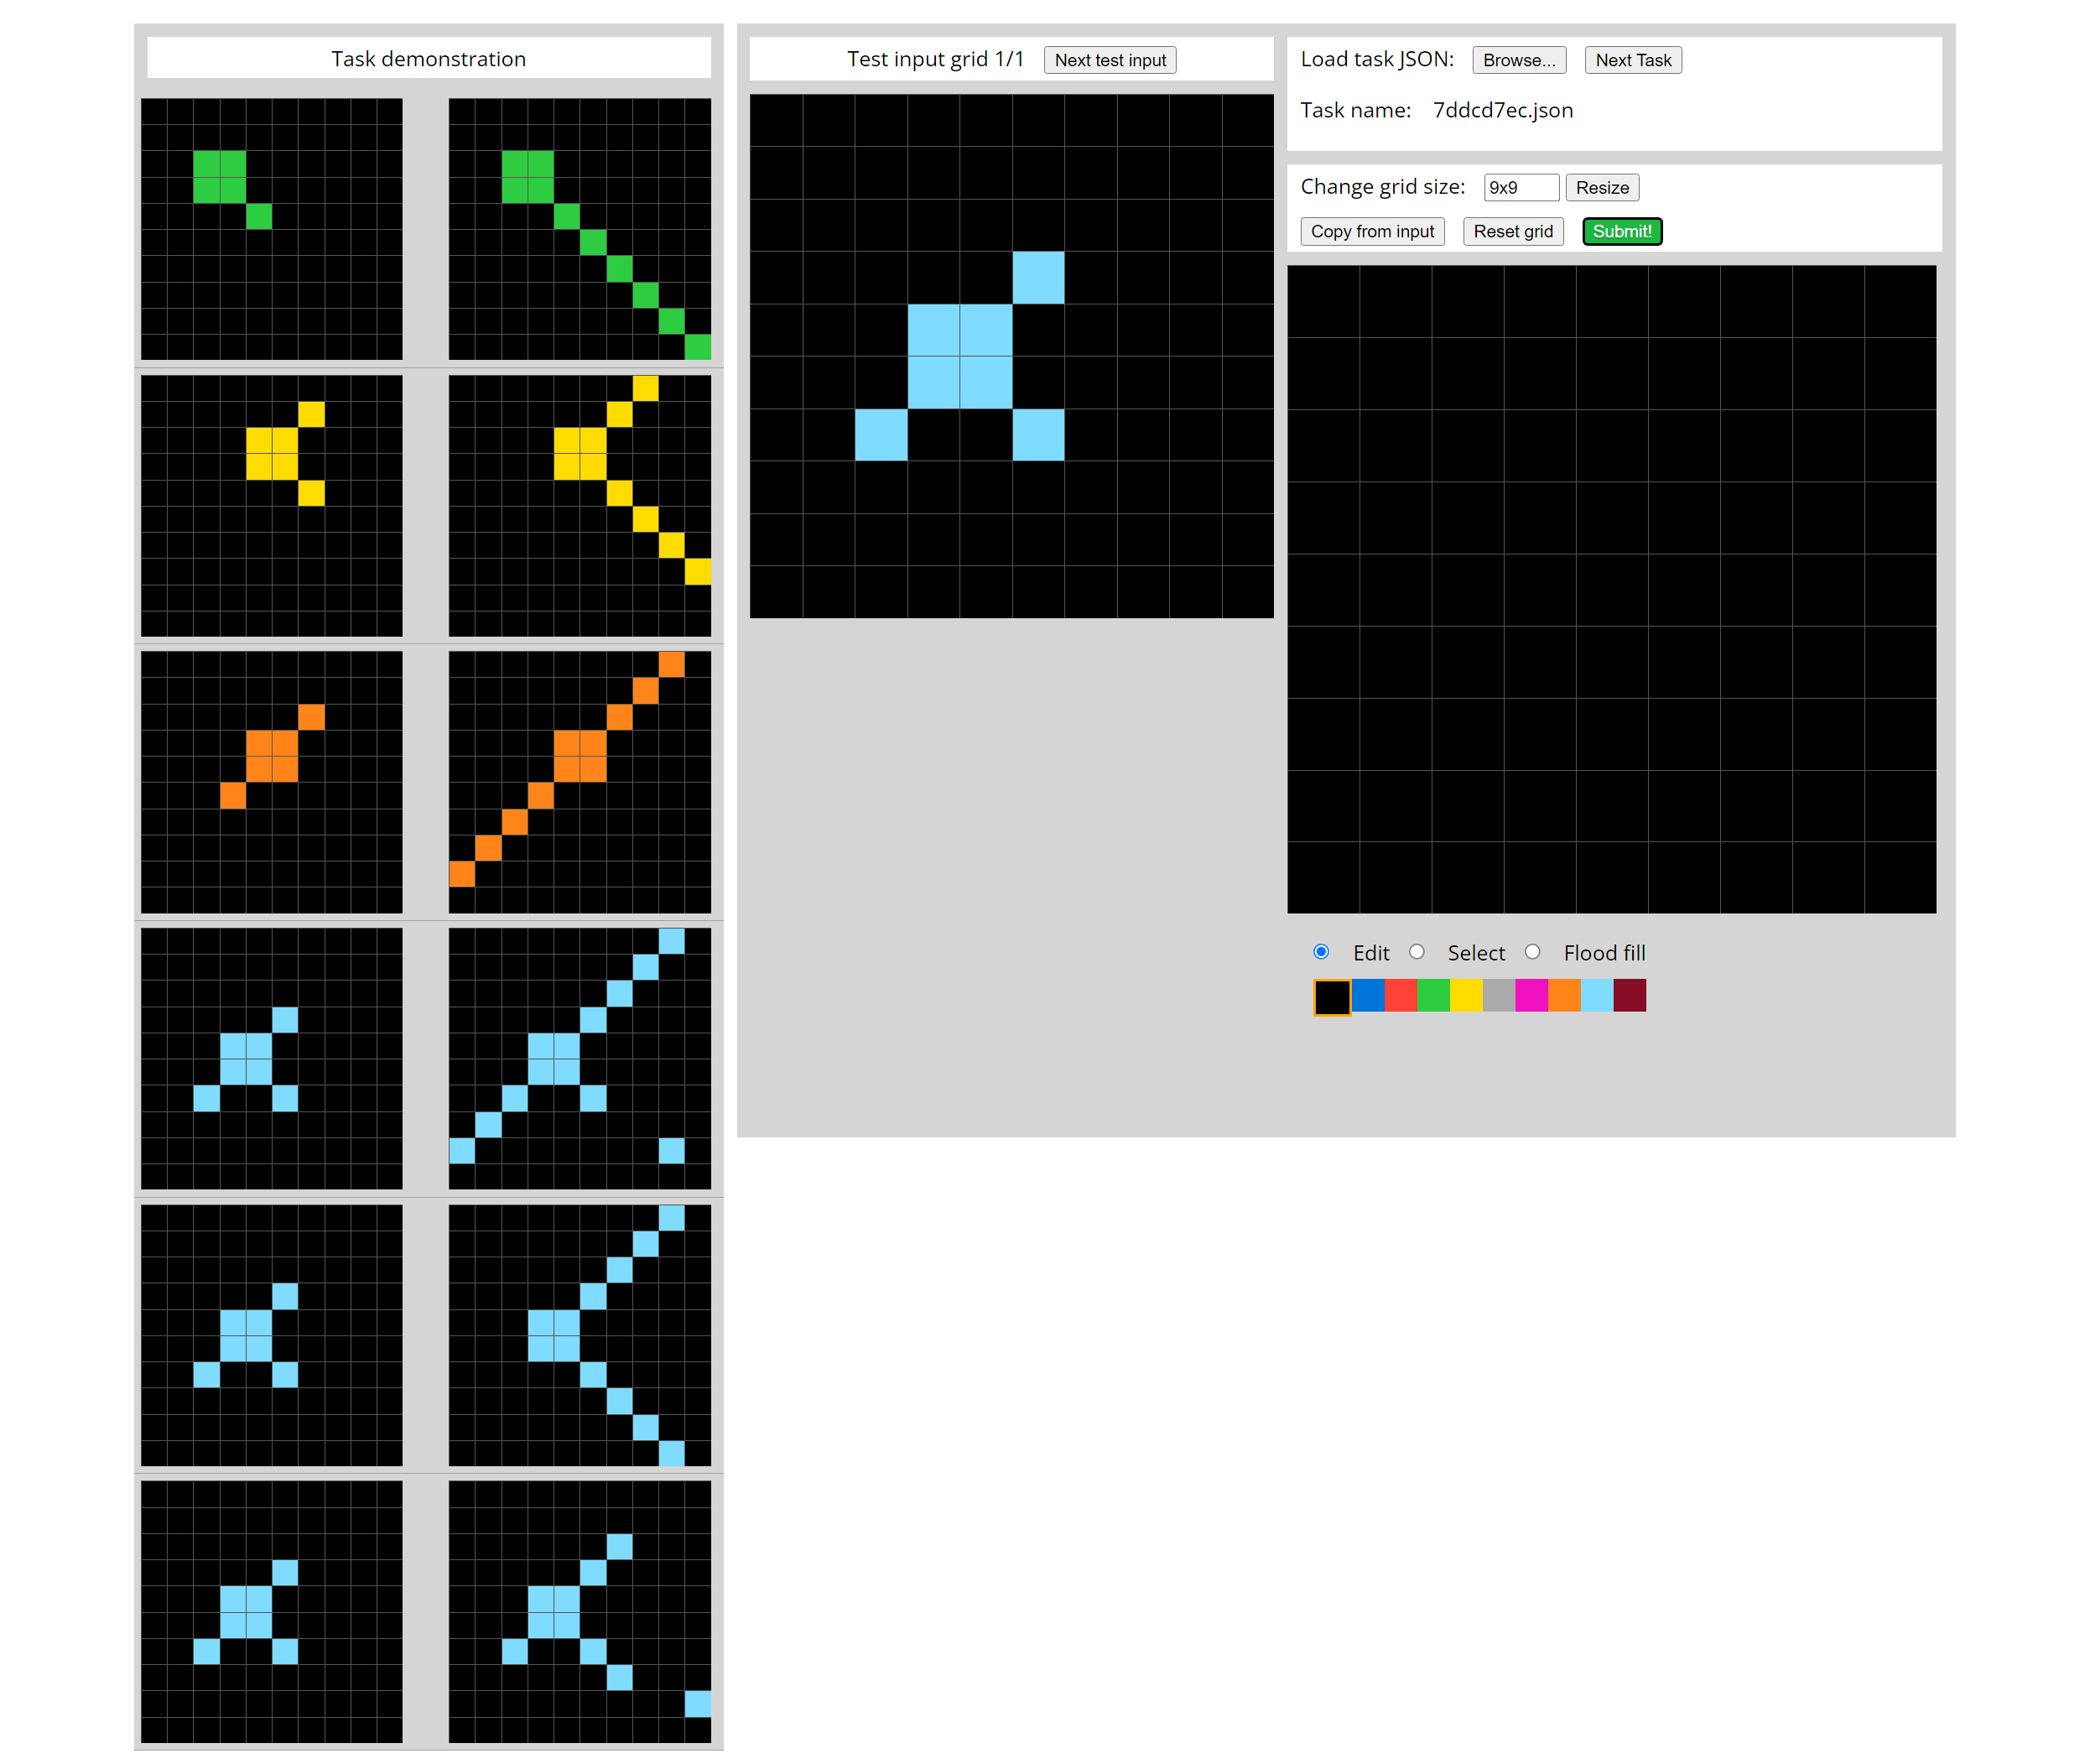 Task demonstration
Test input grid 1/1 Next test input
Load task JSON: Browse... Next Task
Task name: 7ddcd7ec.json
Change grid size: 9x9 Resize
Copy from input Reset grid Submit!
Edit Select Flood fill